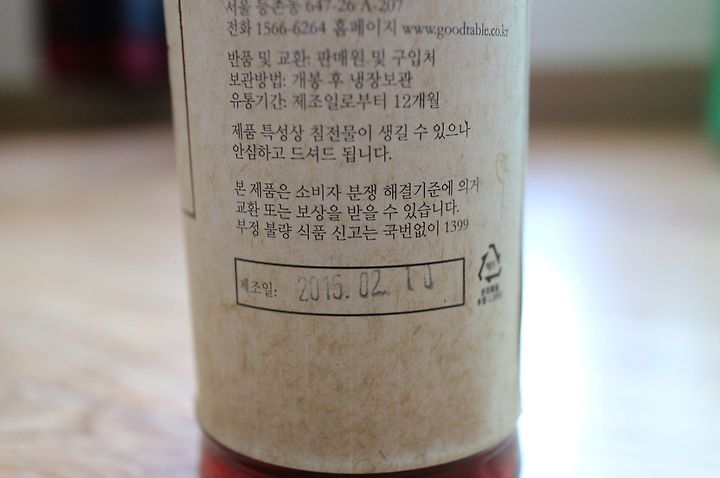 서울 등촌동 647-26 A-207
전화 1566-6264 홈페이지 www.goodtable.co.kr
반품 및 교환: 판매원 및 구입처
보관방법: 개봉 후 냉장보관
유통기간: 제조일로부터 12개월
제품 특성상 침전물이 생길 수 있으나
안심하고 드셔도 됩니다.
본 제품은 소비자 분쟁 해결기준에 의거
교환 또는 보상을 받을 수 있습니다.
부정 불량 식품 신고는 국번없이 1399
제조일: 2015. 02. 10